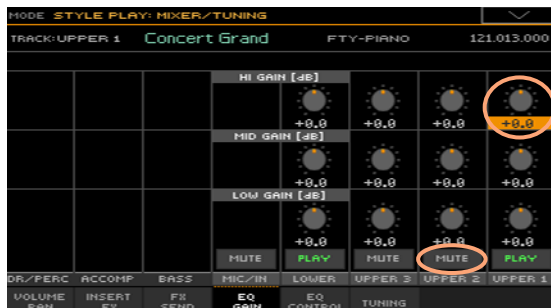 MODE STYLE PLAY: MIXER/TUNING
TRACK:UPPER 1 Concert Grand FTY-PIANO 121.013.000
HI GAIN [dB]
+0.0 +0.0 +0.0 +0.0
MID GAIN [dB]
+0.0 +0.0 +0.0 +0.0
LOW GAIN [dB]
+0.0 +0.0 +0.0 +0.0
MUTE PLAY MUTE MUTE PLAY
DR/PERC ACCOMP BASS MIC/IN LOWER UPPER 3 UPPER 2 UPPER 1
VOLUME INSERT FX EQ EQ TUNING
PAN FX SEND GAIN CONTROL